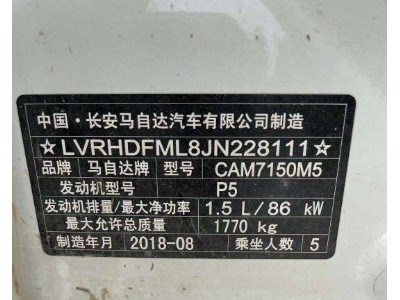 中国·长安马自达汽车有限公司制造
☆LVRHDFML8JN228111☆
品牌 马自达牌 型号 CAM7150M5
发动机型号 P5
发动机排量/最大净功率 1.5 L/86 kW
最大允许总质量 1770 kg
制造年月 2018-08 乘坐人数 5